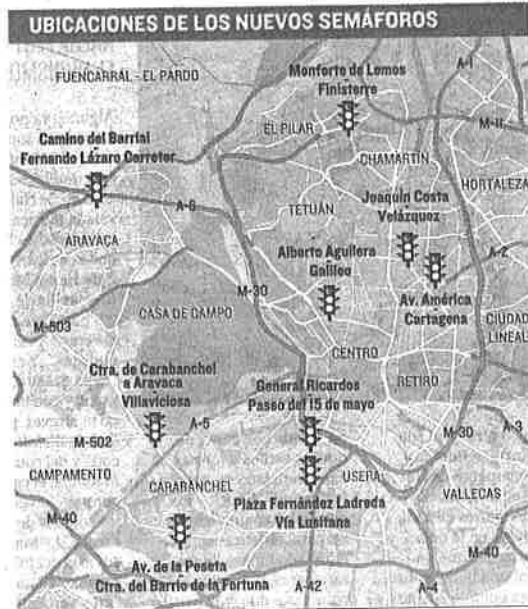 UBICACIONES DE LOS NUEVOS SEMÁFOROS
FUENCARRAL - EL PARDO
Monforte de Lemos
Finisterre
A-1
EL PILAR
M-11
Camino del Barrial
Fernando Lázaro Carreter
CHAMARTÍN
HORTALEZA
Joaquín Costa
Velázquez
TETUÁN
A-6
ARAVACA
Alberto Aguilera
Galileo
A-2
M-30
Av. América
Cartagena
CASA DE CAMPO
M-503
CIUDAD
LINEAL
CENTRO
Ctra. de Carabanchel
a Aravaca
Villaviciosa
General Ricardos
Paseo del 15 de mayo
RETIRO
A-5
M-30
A-3
M-502
CAMPAMENTO
CARABANCHEL
USERA
VALLECAS
Plaza Fernández Ladreda
Vía Lusitana
M-40
M-40
Av. de la Peseta
Ctra. del Barrio de la Fortuna
A-42
A-4